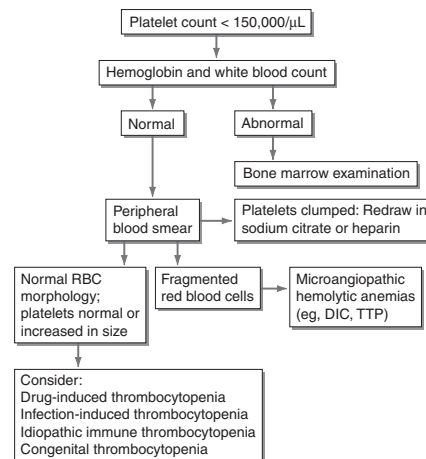 Platelet count < 150,000/μL
Hemoglobin and white blood count
Normal
Abnormal
Bone marrow examination
Peripheral
blood smear
Platelets clumped: Redraw in
sodium citrate or heparin
Normal RBC
morphology;
platelets normal or
increased in size
Fragmented
red blood cells
Microangiopathic
hemolytic anemias
(eg, DIC, TTP)
Consider:
Drug-induced thrombocytopenia
Infection-induced thrombocytopenia
Idiopathic immune thrombocytopenia
Congenital thrombocytopenia